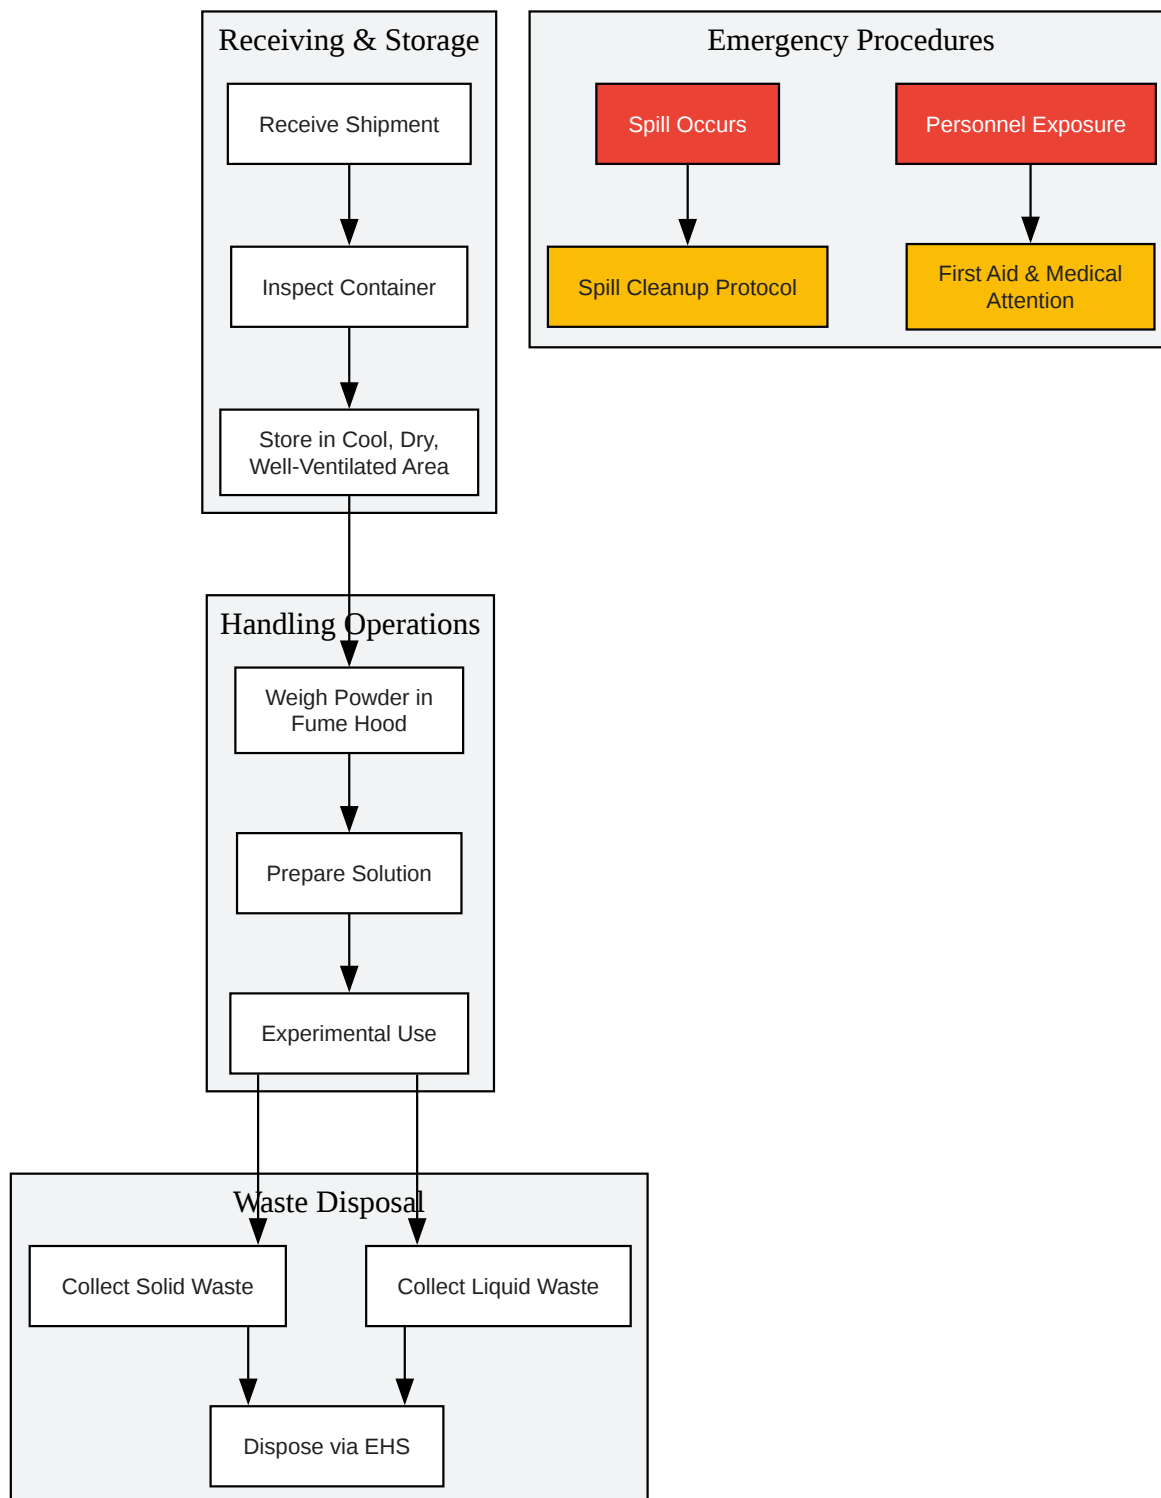 Receiving & Storage
Receive Shipment
Inspect Container
Store in Cool, Dry,
Well-Ventilated Area
Emergency Procedures
Spill Occurs
Personnel Exposure
Spill Cleanup Protocol
First Aid & Medical
Attention
Handling Operations
Weigh Powder in
Fume Hood
Prepare Solution
Experimental Use
Waste Disposal
Collect Solid Waste
Collect Liquid Waste
Dispose via EHS